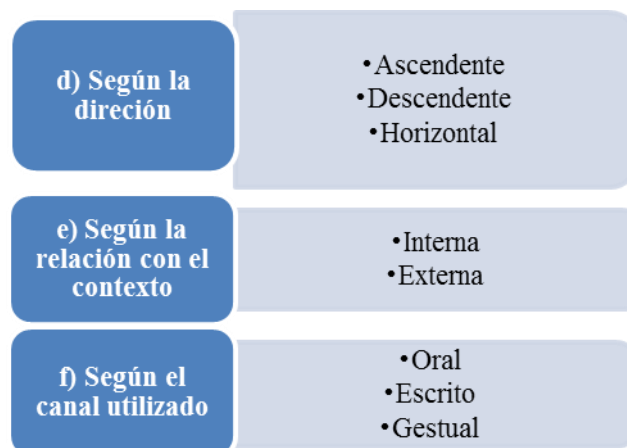 d) Según la
direción
•Ascendente
•Descendente
•Horizontal
e) Según la
relación con el
contexto
•Interna
•Externa
f) Según el
canal utilizado
•Oral
•Escrito
•Gestual